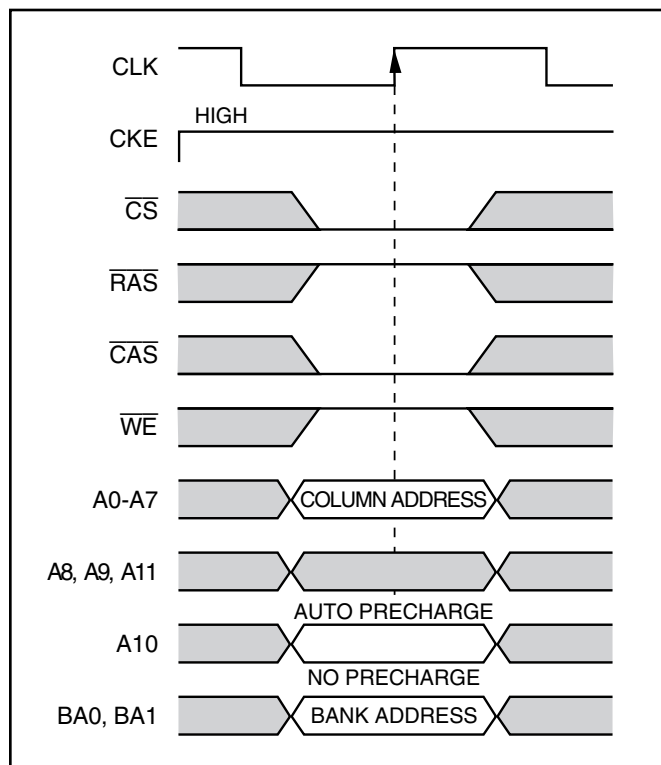 CLK
HIGH
CKE
CS
RAS
CAS
WE
A0-A7
COLUMN ADDRESS
A8, A9, A11
AUTO PRECHARGE
A10
NO PRECHARGE
BA0, BA1
BANK ADDRESS